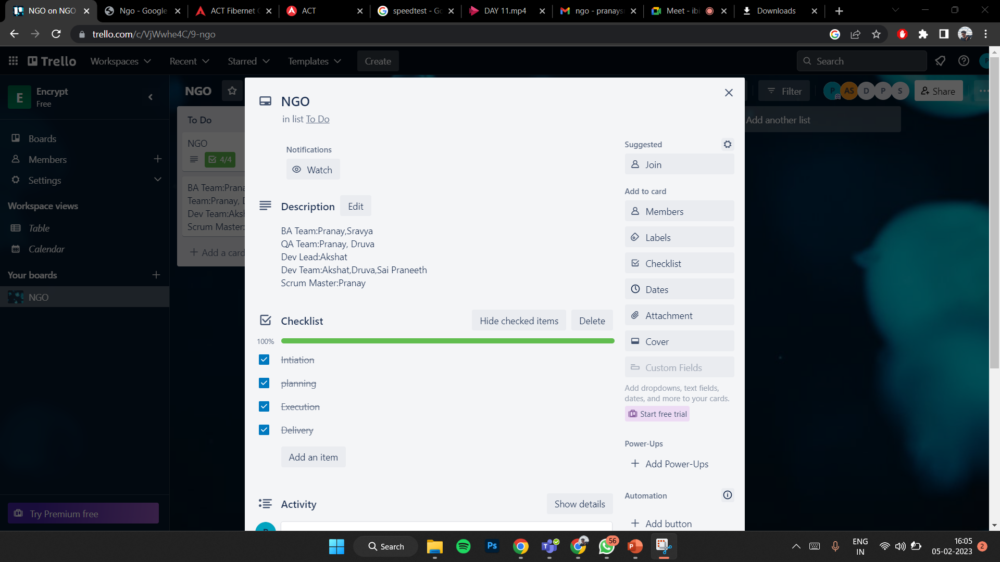 NGO on NGO
Ngo - Google
ACT Fibernet
ACT
speedtest - Go
DAY 11.mp4
ngo - pranays
Meet - ibi
Downloads
trello.com/c/VjWwhe4C/9-ngo
Trello
Workspaces
Recent
Starred
Templates
Create
Search
E
Encrypt
Free
NGO
Filter
P
AS
D
P
S
Share
Boards
Members
Settings
Workspace views
Table
Calendar
Your boards
NGO
Try Premium free
To Do
NGO
4/4
BA Team:Prana
Team:Pranay,
Dev Team:Aksh
Scrum Master:
Add a card
Add another list
NGO
in list To Do
Notifications
Watch
Description
Edit
BA Team:Pranay,Sravya
QA Team:Pranay, Druva
Dev Lead:Akshat
Dev Team:Akshat,Druva,Sai Praneeth
Scrum Master:Pranay
Checklist
Hide checked items
Delete
100%
Intiation
planning
Execution
Delivery
Add an item
Activity
Show details
Suggested
Join
Add to card
Members
Labels
Checklist
Dates
Attachment
Cover
Custom Fields
Add dropdowns, text fields,
dates, and more to your cards.
Start free trial
Power-Ups
Add Power-Ups
Automation
Add button
Search
Ps
56
ENG
IN
16:05
05-02-2023
2